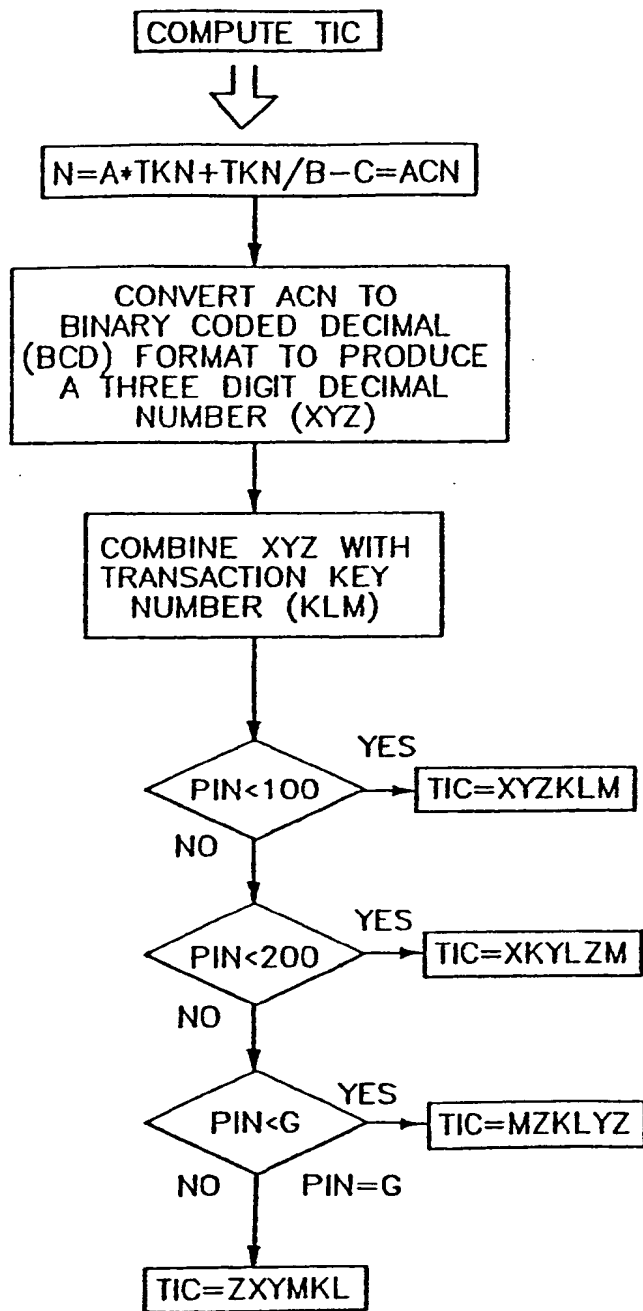 COMPUTE TIC
N=A*TKN+TKN/B-C=ACN
CONVERT ACN TO
BINARY CODED DECIMAL
(BCD) FORMAT TO PRODUCE
A THREE DIGIT DECIMAL
NUMBER (XYZ)
COMBINE XYZ WITH
TRANSACTION KEY
NUMBER (KLM)
PIN<100
YES
TIC=XYZKLM
NO
PIN<200
YES
TIC=XKYLZM
NO
PIN<G
YES
TIC=MZKLYZ
NO
PIN=G
TIC=ZXYMKL